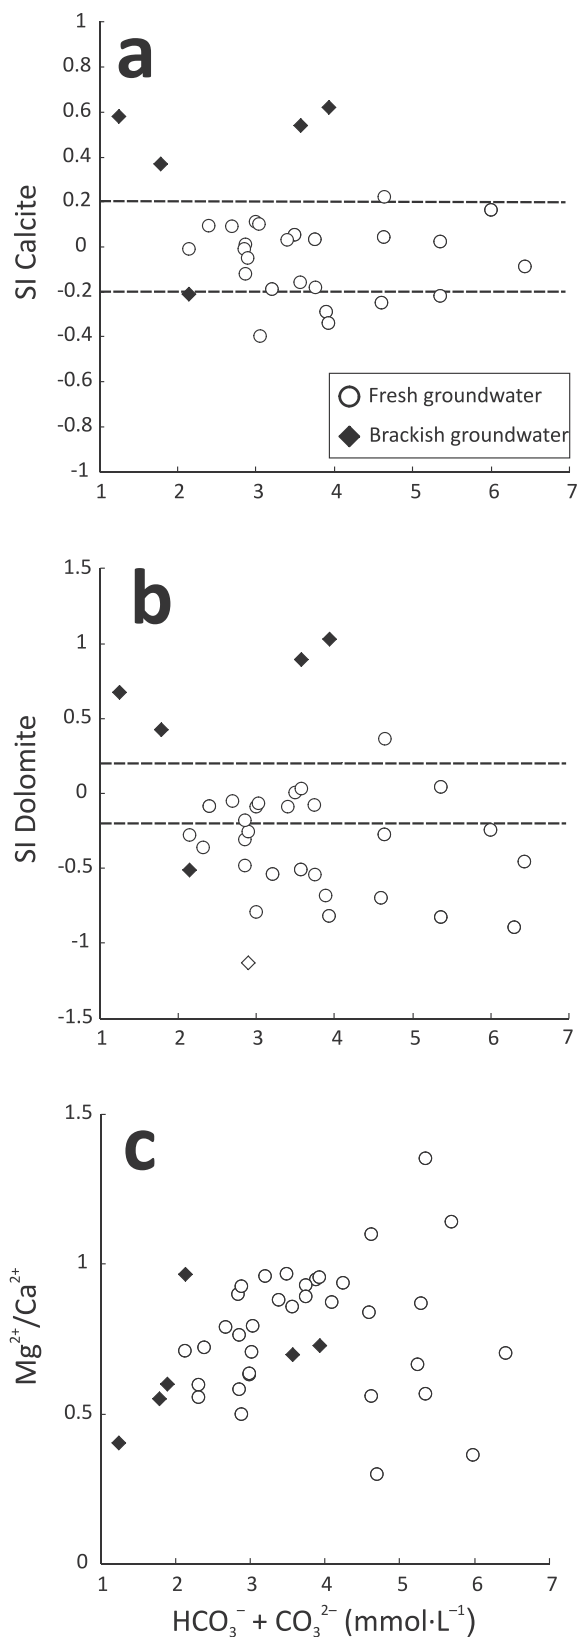 a
1
0.8
0.6
0.4
0.2
0
-0.2
-0.4
-0.6
-0.8
-1
SI Calcite
Fresh groundwater
Brackish groundwater
1 2 3 4 5 6 7
b
1.5
1
0.5
0
-0.5
-1
-1.5
SI Dolomite
1 2 3 4 5 6 7
c
1.5
1
0.5
0
Mg²⁺/Ca²⁺
1 2 3 4 5 6 7
HCO₃⁻ + CO₃²⁻ (mmol·L⁻¹)